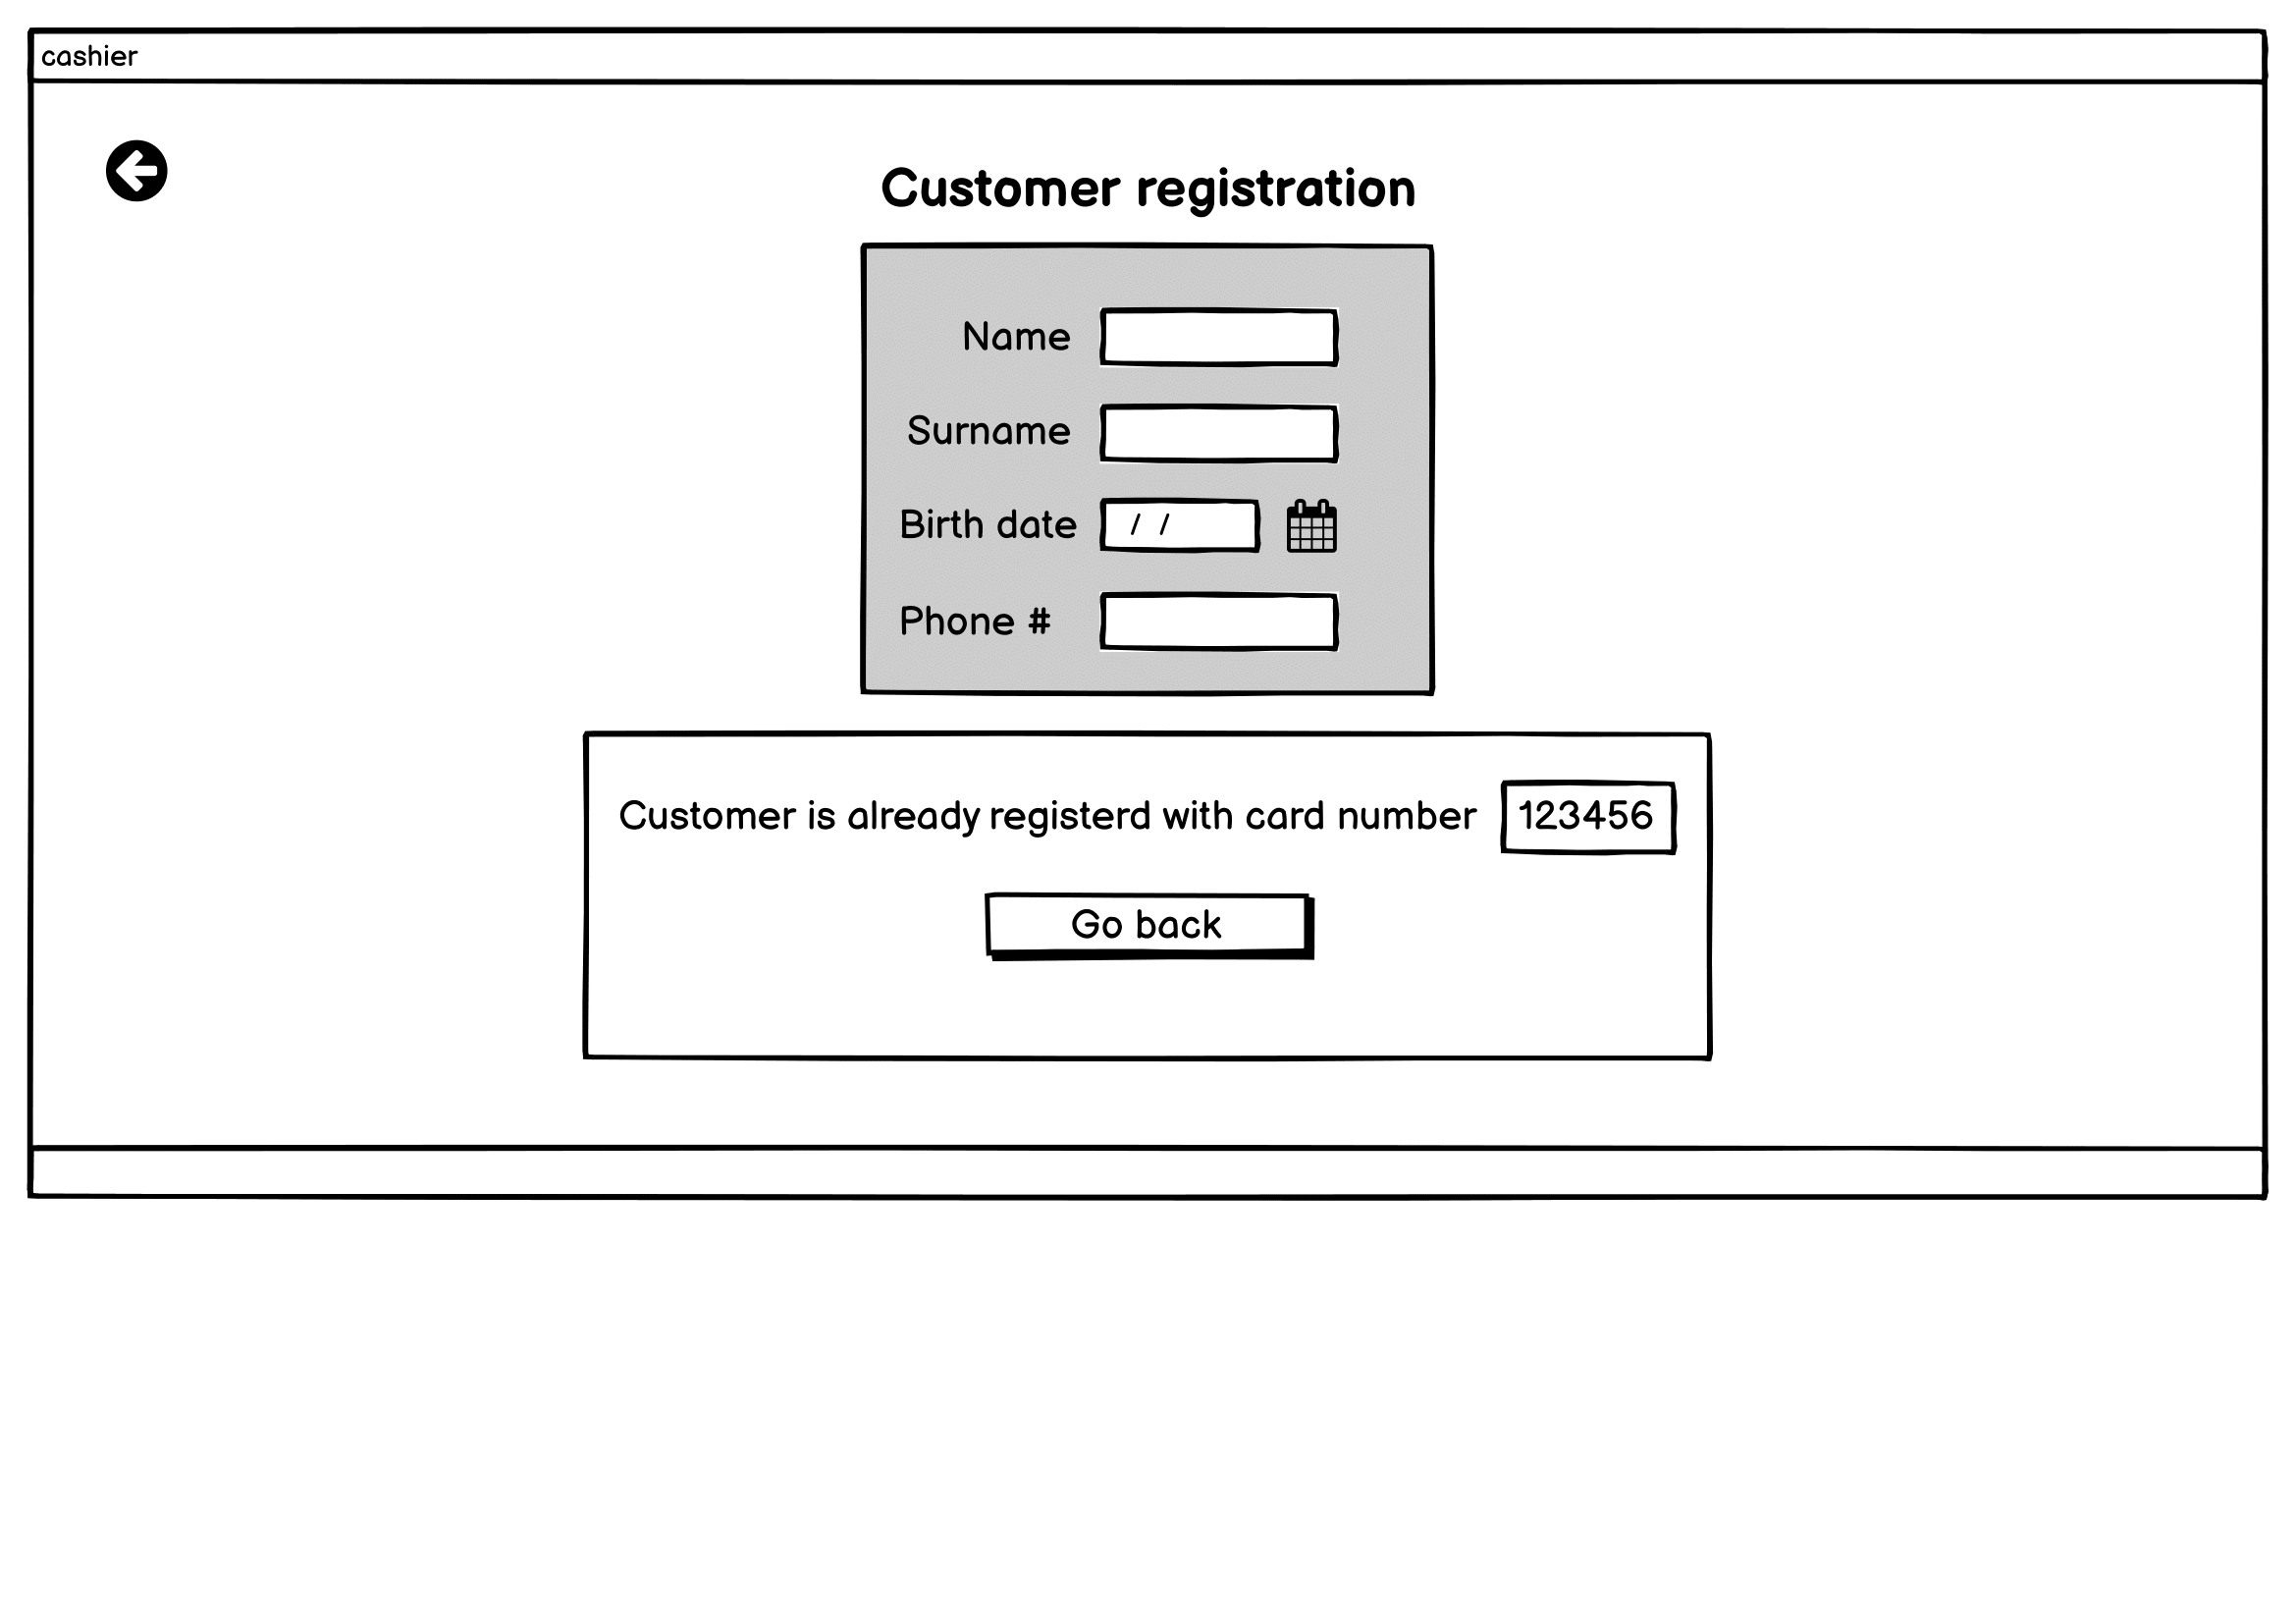 cashier
Customer registration
Name
Surname
Birth date / /
Phone #
Customer is already registerd with card number 123456
Go back